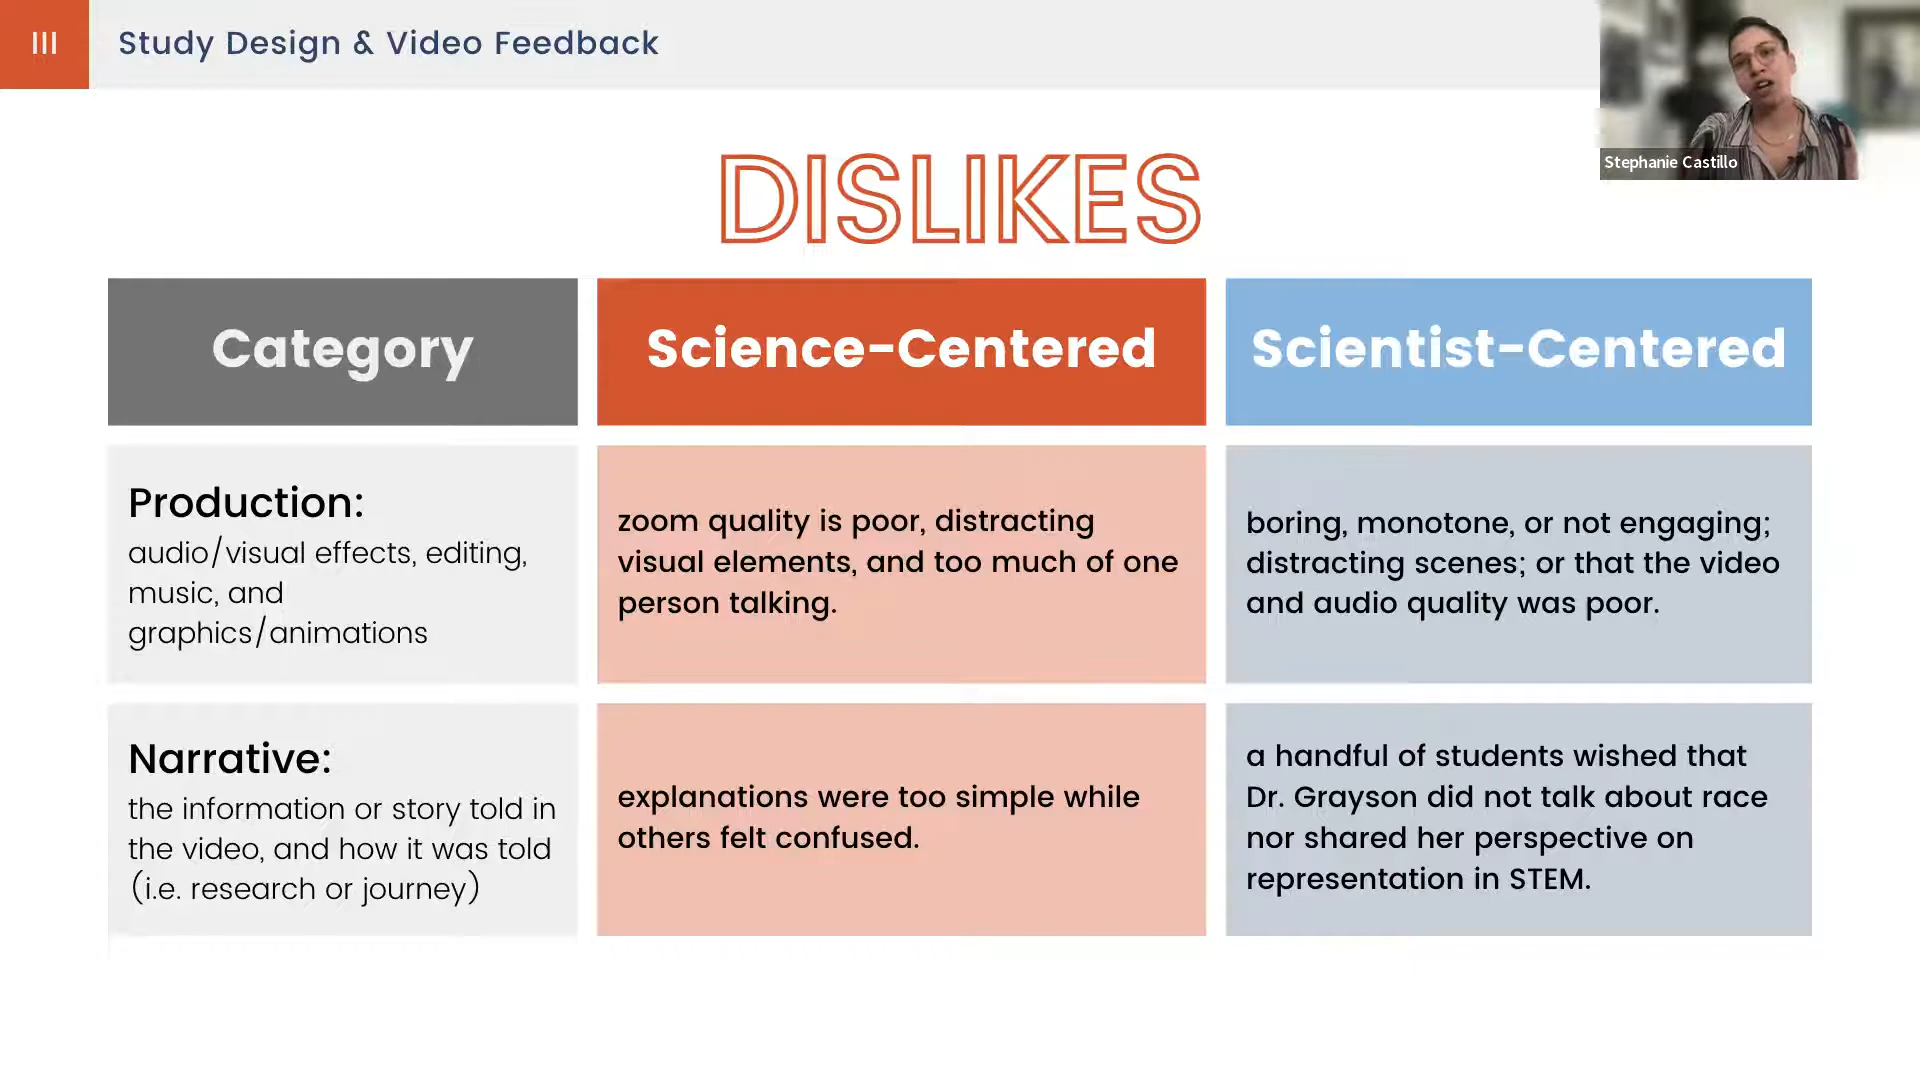 III
Study Design & Video Feedback
Stephanie Castillo
DISLIKES
Category
Science-Centered
Scientist-Centered
Production:
audio/visual effects, editing,
music, and
graphics/animations
zoom quality is poor, distracting
visual elements, and too much of one
person talking.
boring, monotone, or not engaging;
distracting scenes; or that the video
and audio quality was poor.
Narrative:
the information or story told in
the video, and how it was told
(i.e. research or journey)
explanations were too simple while
others felt confused.
a handful of students wished that
Dr. Grayson did not talk about race
nor shared her perspective on
representation in STEM.